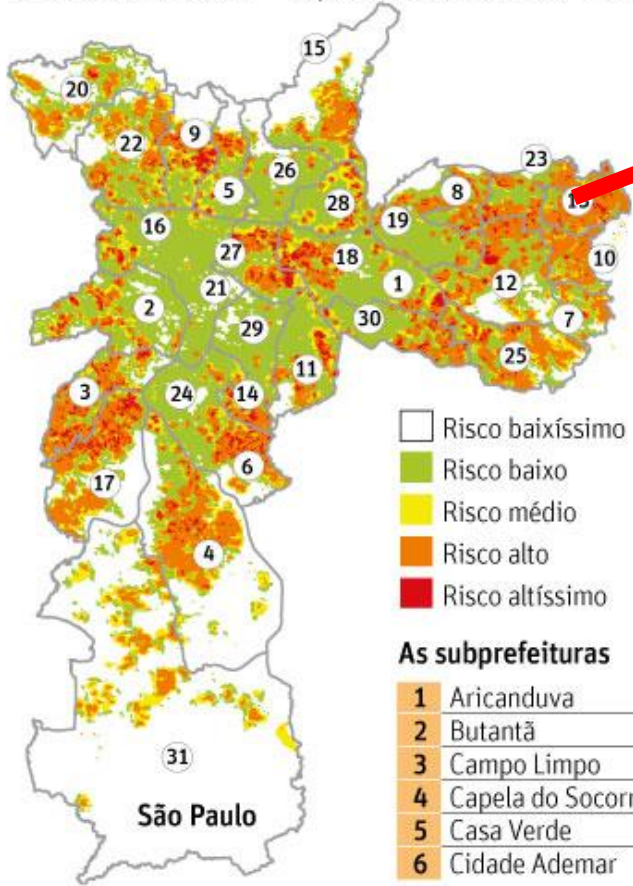 15
20
9
22
23
26
8
5
28
19
16
10
27
18
12
21
1
2
7
29
30
25
11
3
24
14
6
17
4
31
São Paulo
Risco baixíssimo
Risco baixo
Risco médio
Risco alto
Risco altíssimo
As subprefeituras
1 Aricanduva
2 Butantã
3 Campo Limpo
4 Capela do Socorr
5 Casa Verde
6 Cidade Ademar